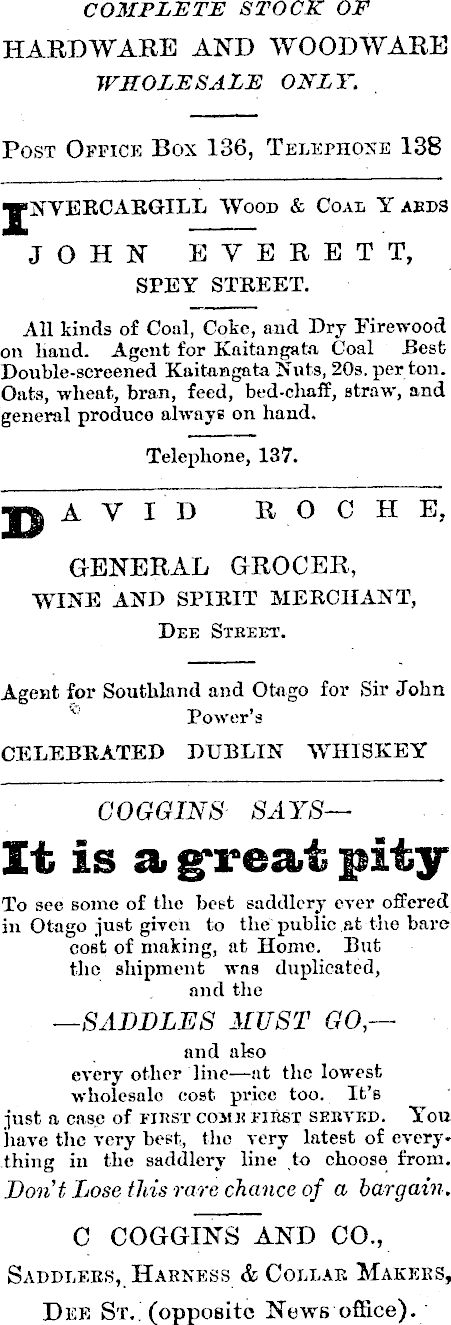 COMPLETE STOCK OF
HARDWARE AND WOODWARE
WHOLESALE ONLY.
POST OFFICE BOX 136, TELEPHONE 138
INVERCARGILL WOOD & COAL YARDS
JOHN EVERETT,
SPEY STREET.
All kinds of Coal, Coke, and Dry Firewood
on hand. Agent for Kaitangata Coal Best
Double-screened Kaitangata Nuts, 20s. per ton.
Oats, wheat, bran, feed, bed-chaff, straw, and
general produce always on hand.
Telephone, 137.
DAVID ROCHE,
GENERAL GROCER,
WINE AND SPIRIT MERCHANT,
DEE STREET.
Agent for Southland and Otago for Sir John
Power's
CELEBRATED DUBLIN WHISKEY
COGGINS SAYS—
It is a great pity
To see some of the best saddlery ever offered
in Otago just given to the public at the bare
cost of making, at Home. But
the shipment was duplicated,
and the
—SADDLES MUST GO,—
and also
every other line—at the lowest
wholesale cost price too. It's
just a case of FIRST COME FIRST SERVED. You
have the very best, the very latest of every-
thing in the saddlery line to choose from.
Don't Lose this rare chance of a bargain.
C COGGINS AND CO.,
SADDLERS, HARNESS & COLLAR MAKERS,
DEE ST. (opposite News office).